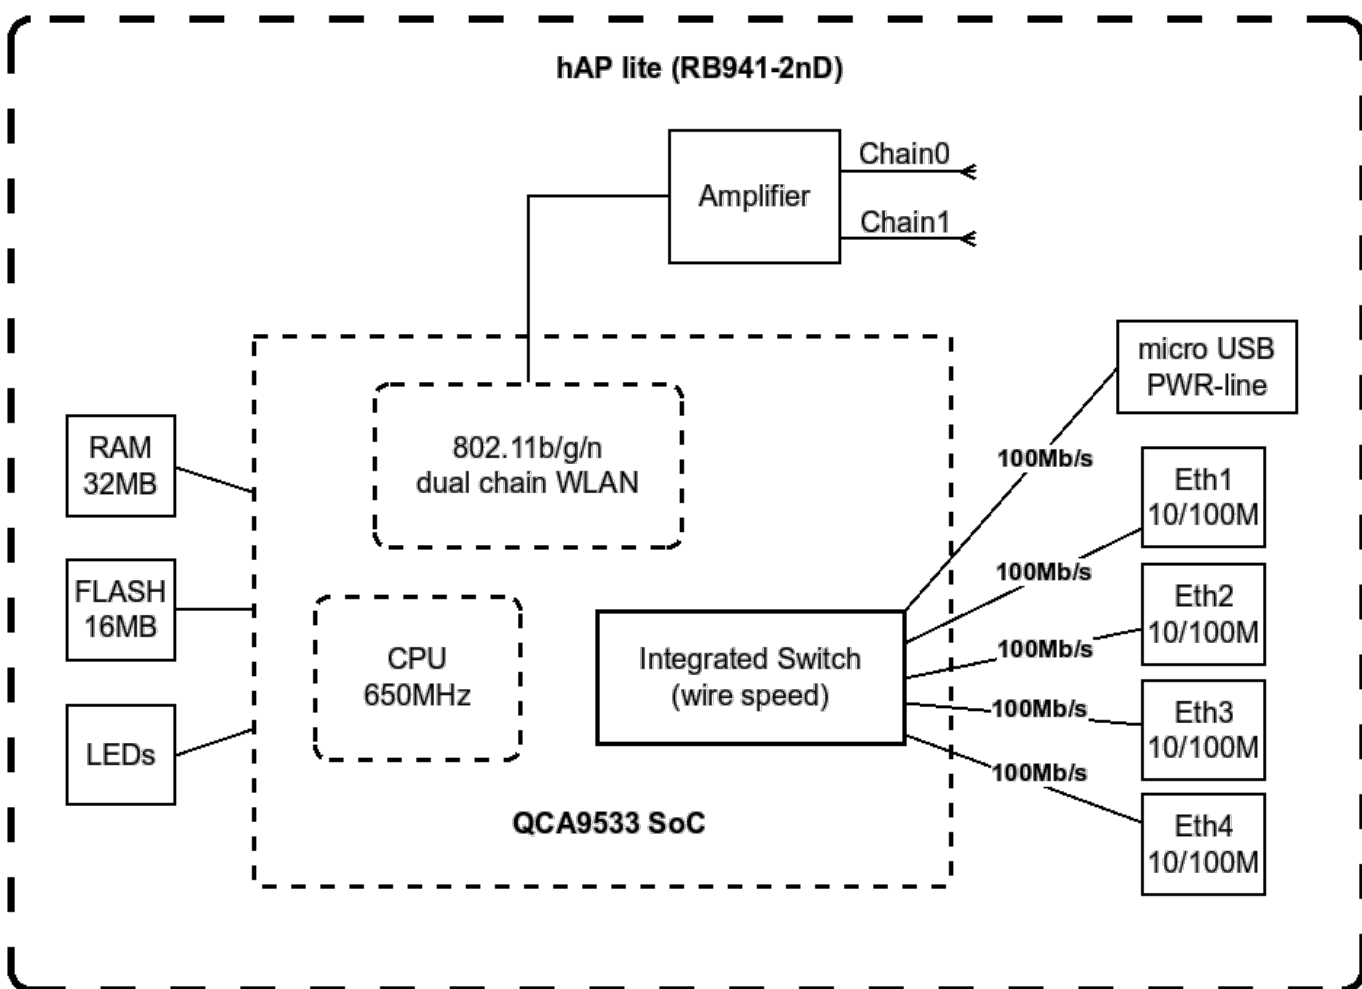 hAP lite (RB941-2nD)
Chain0
Amplifier
Chain1
micro USB
PWR-line
802.11b/g/n
dual chain WLAN
RAM
32MB
100Mb/s
Eth1
10/100M
100Mb/s
FLASH
16MB
Eth2
10/100M
100Mb/s
CPU
650MHz
Integrated Switch
(wire speed)
100Mb/s
Eth3
10/100M
LEDs
100Mb/s
QCA9533 SoC
Eth4
10/100M